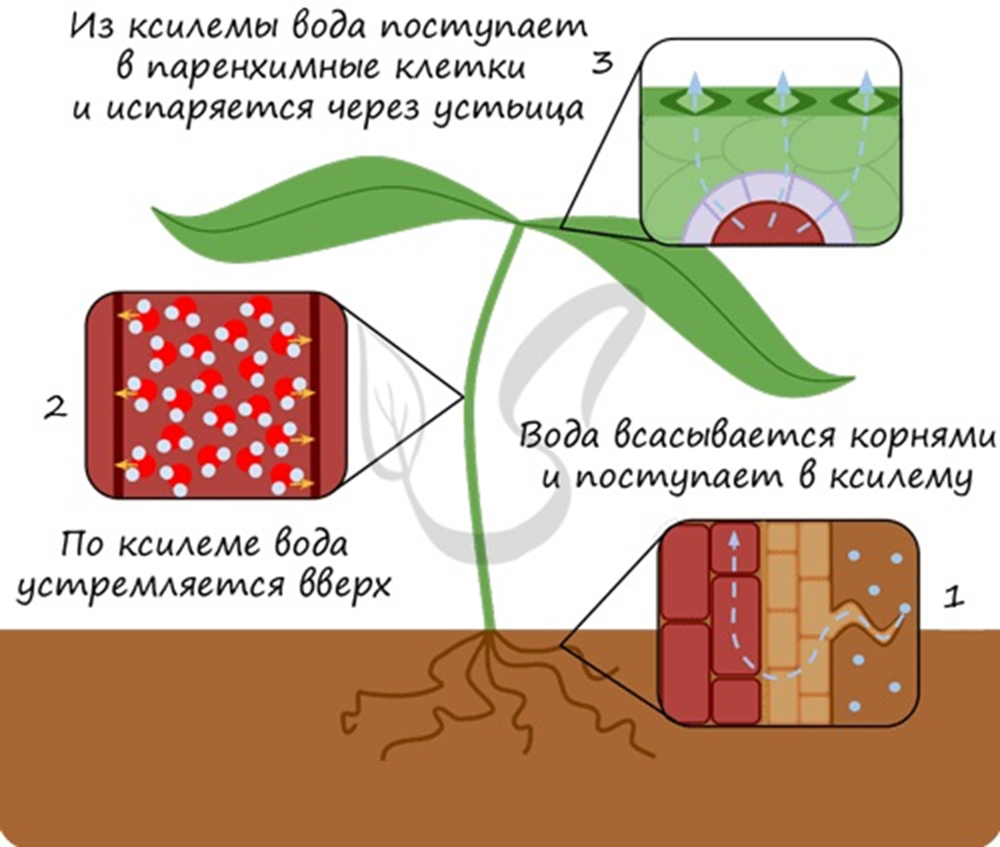 Из ксилемы вода поступает
в паренхимные клетки
и испаряется через устьица
3
2
Вода всасывается корнями
и поступает в ксилему
По ксилеме вода
устремляется вверх
1